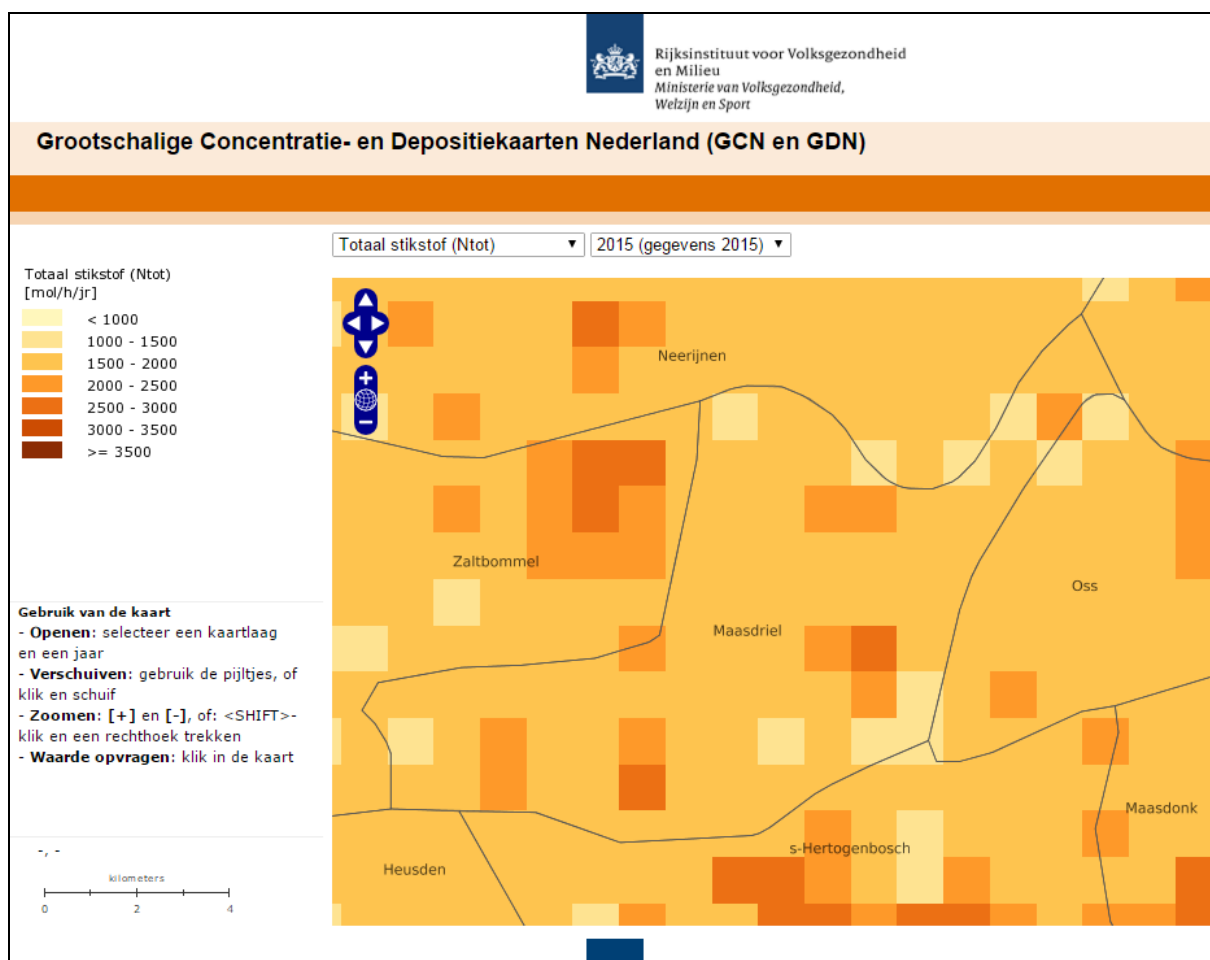 Rijksinstituut voor Volksgezondheid
en Milieu
Ministerie van Volksgezondheid,
Welzijn en Sport
Grootschalige Concentratie- en Depositiekaarten Nederland (GCN en GDN)
Totaal stikstof (Ntot)
2015 (gegevens 2015)
Totaal stikstof (Ntot)
[mol/h/jr]
< 1000
1000 - 1500
1500 - 2000
2000 - 2500
2500 - 3000
3000 - 3500
>= 3500
Neerijnen
Zaltbommel
Oss
Maasdriel
Maasdonk
s-Hertogenbosch
Heusden
Gebruik van de kaart
- Openen: selecteer een kaartlaag
en een jaar
- Verschuiven: gebruik de pijltjes, of
klik en schuif
- Zoomen: [+] en [-], of: <SHIFT>-
klik en een rechthoek trekken
- Waarde opvragen: klik in de kaart
-, -
kilometers
0 2 4